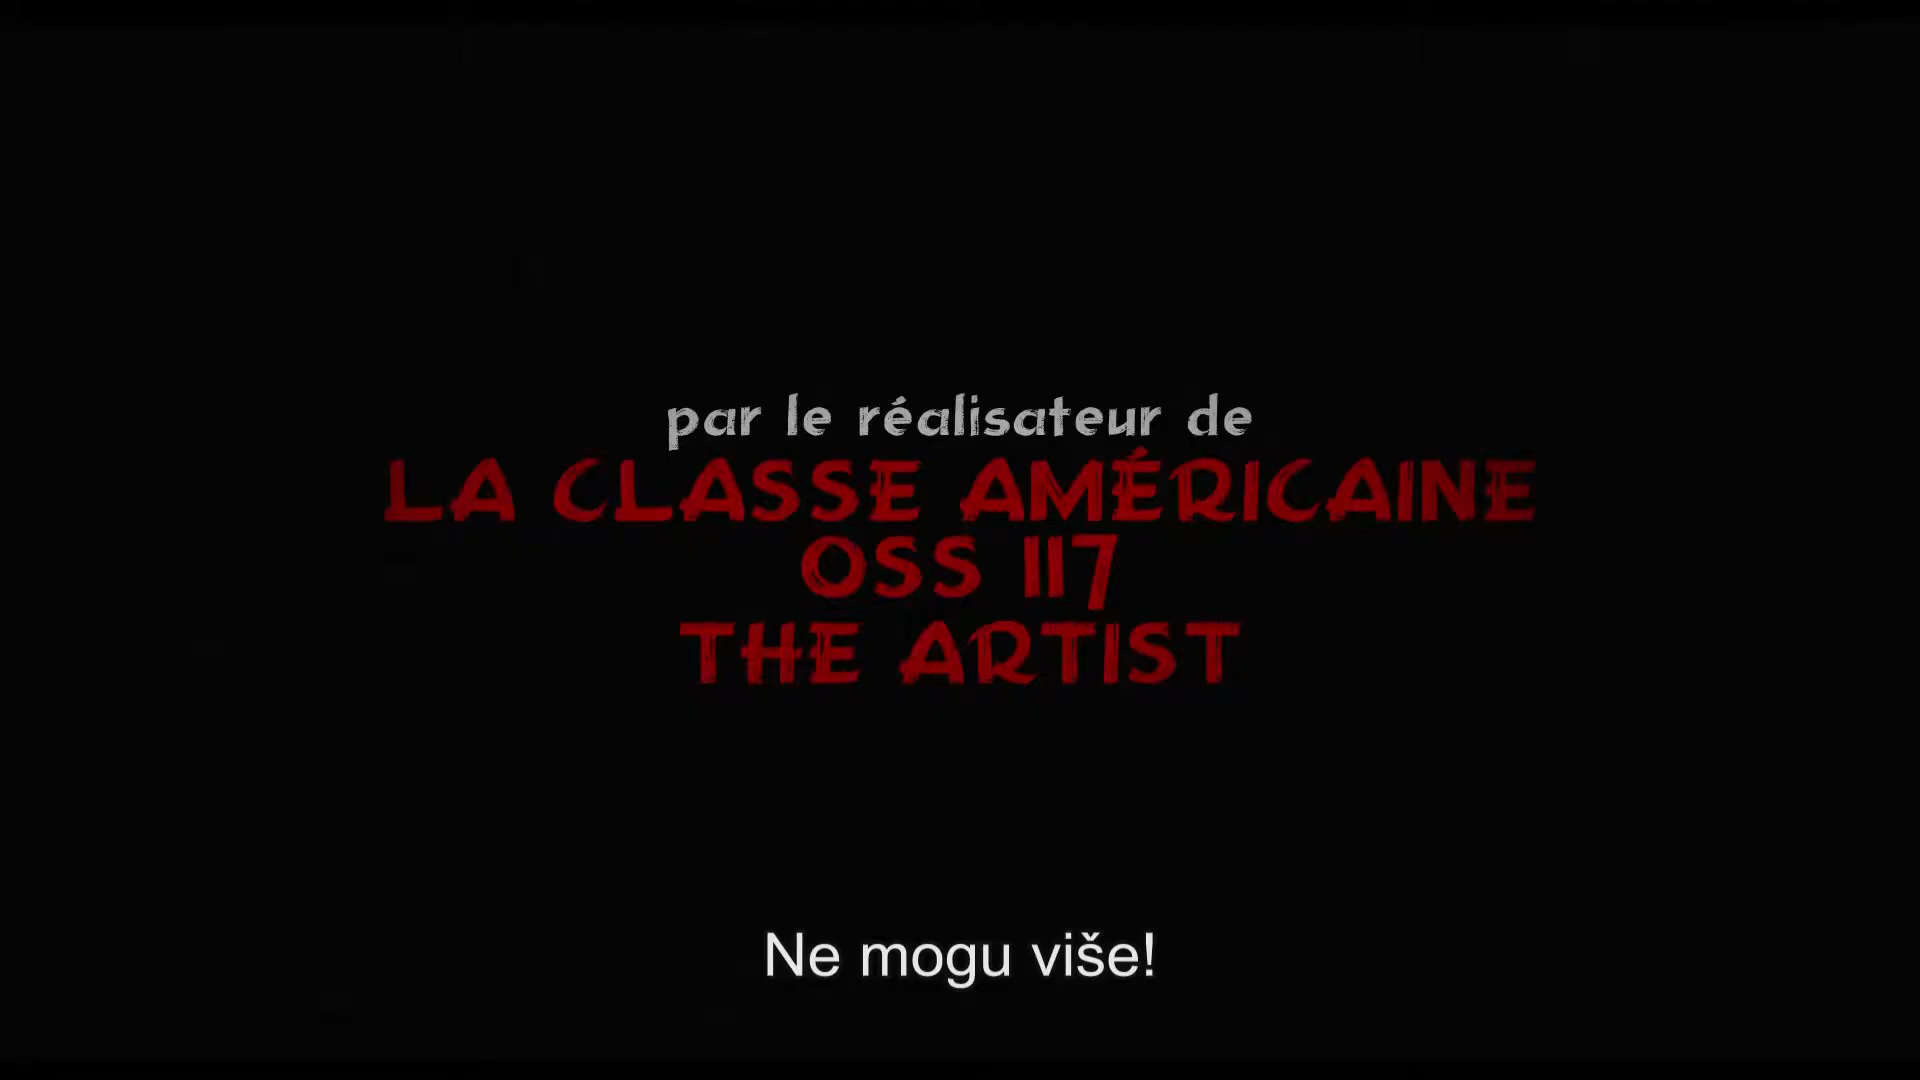 par le réalisateur de
LA CLASSE AMÉRICAINE
OSS 117
THE ARTIST
Ne mogu više!